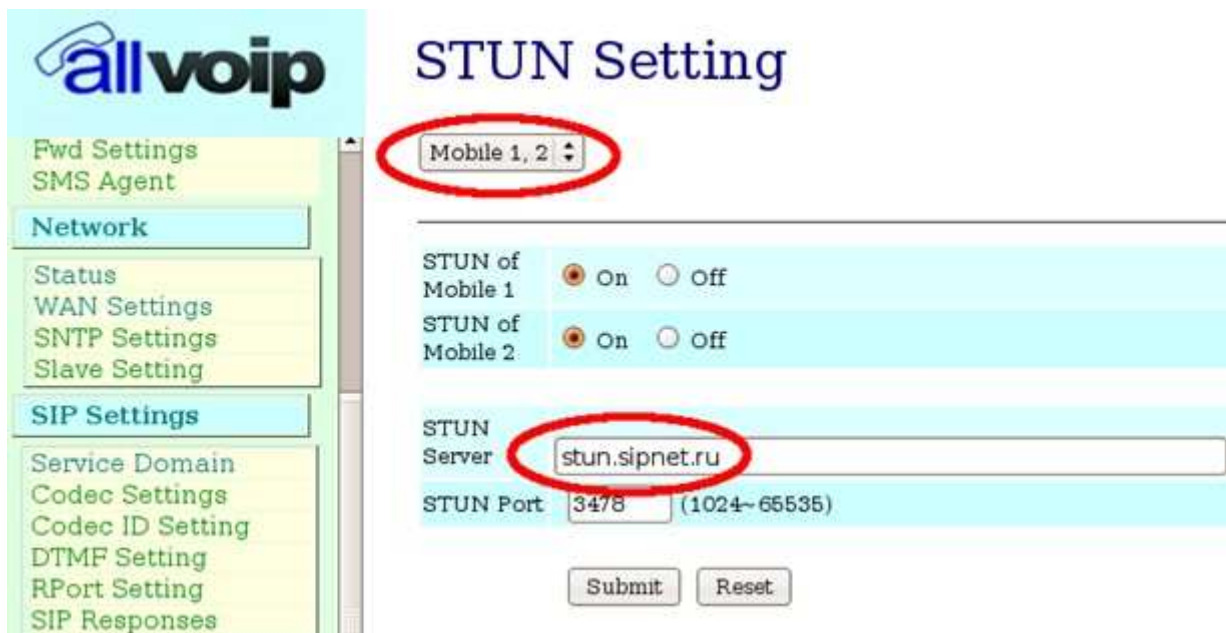 allvoip
Fwd Settings
SMS Agent
Network
Status
WAN Settings
SNTP Settings
Slave Setting
SIP Settings
Service Domain
Codec Settings
Codec ID Setting
DTMF Setting
RPort Setting
SIP Responses
STUN Setting
Mobile 1, 2
STUN of Mobile 1 On Off
STUN of Mobile 2 On Off
STUN Server stun.sipnet.ru
STUN Port 3478 (1024~65535)
Submit Reset